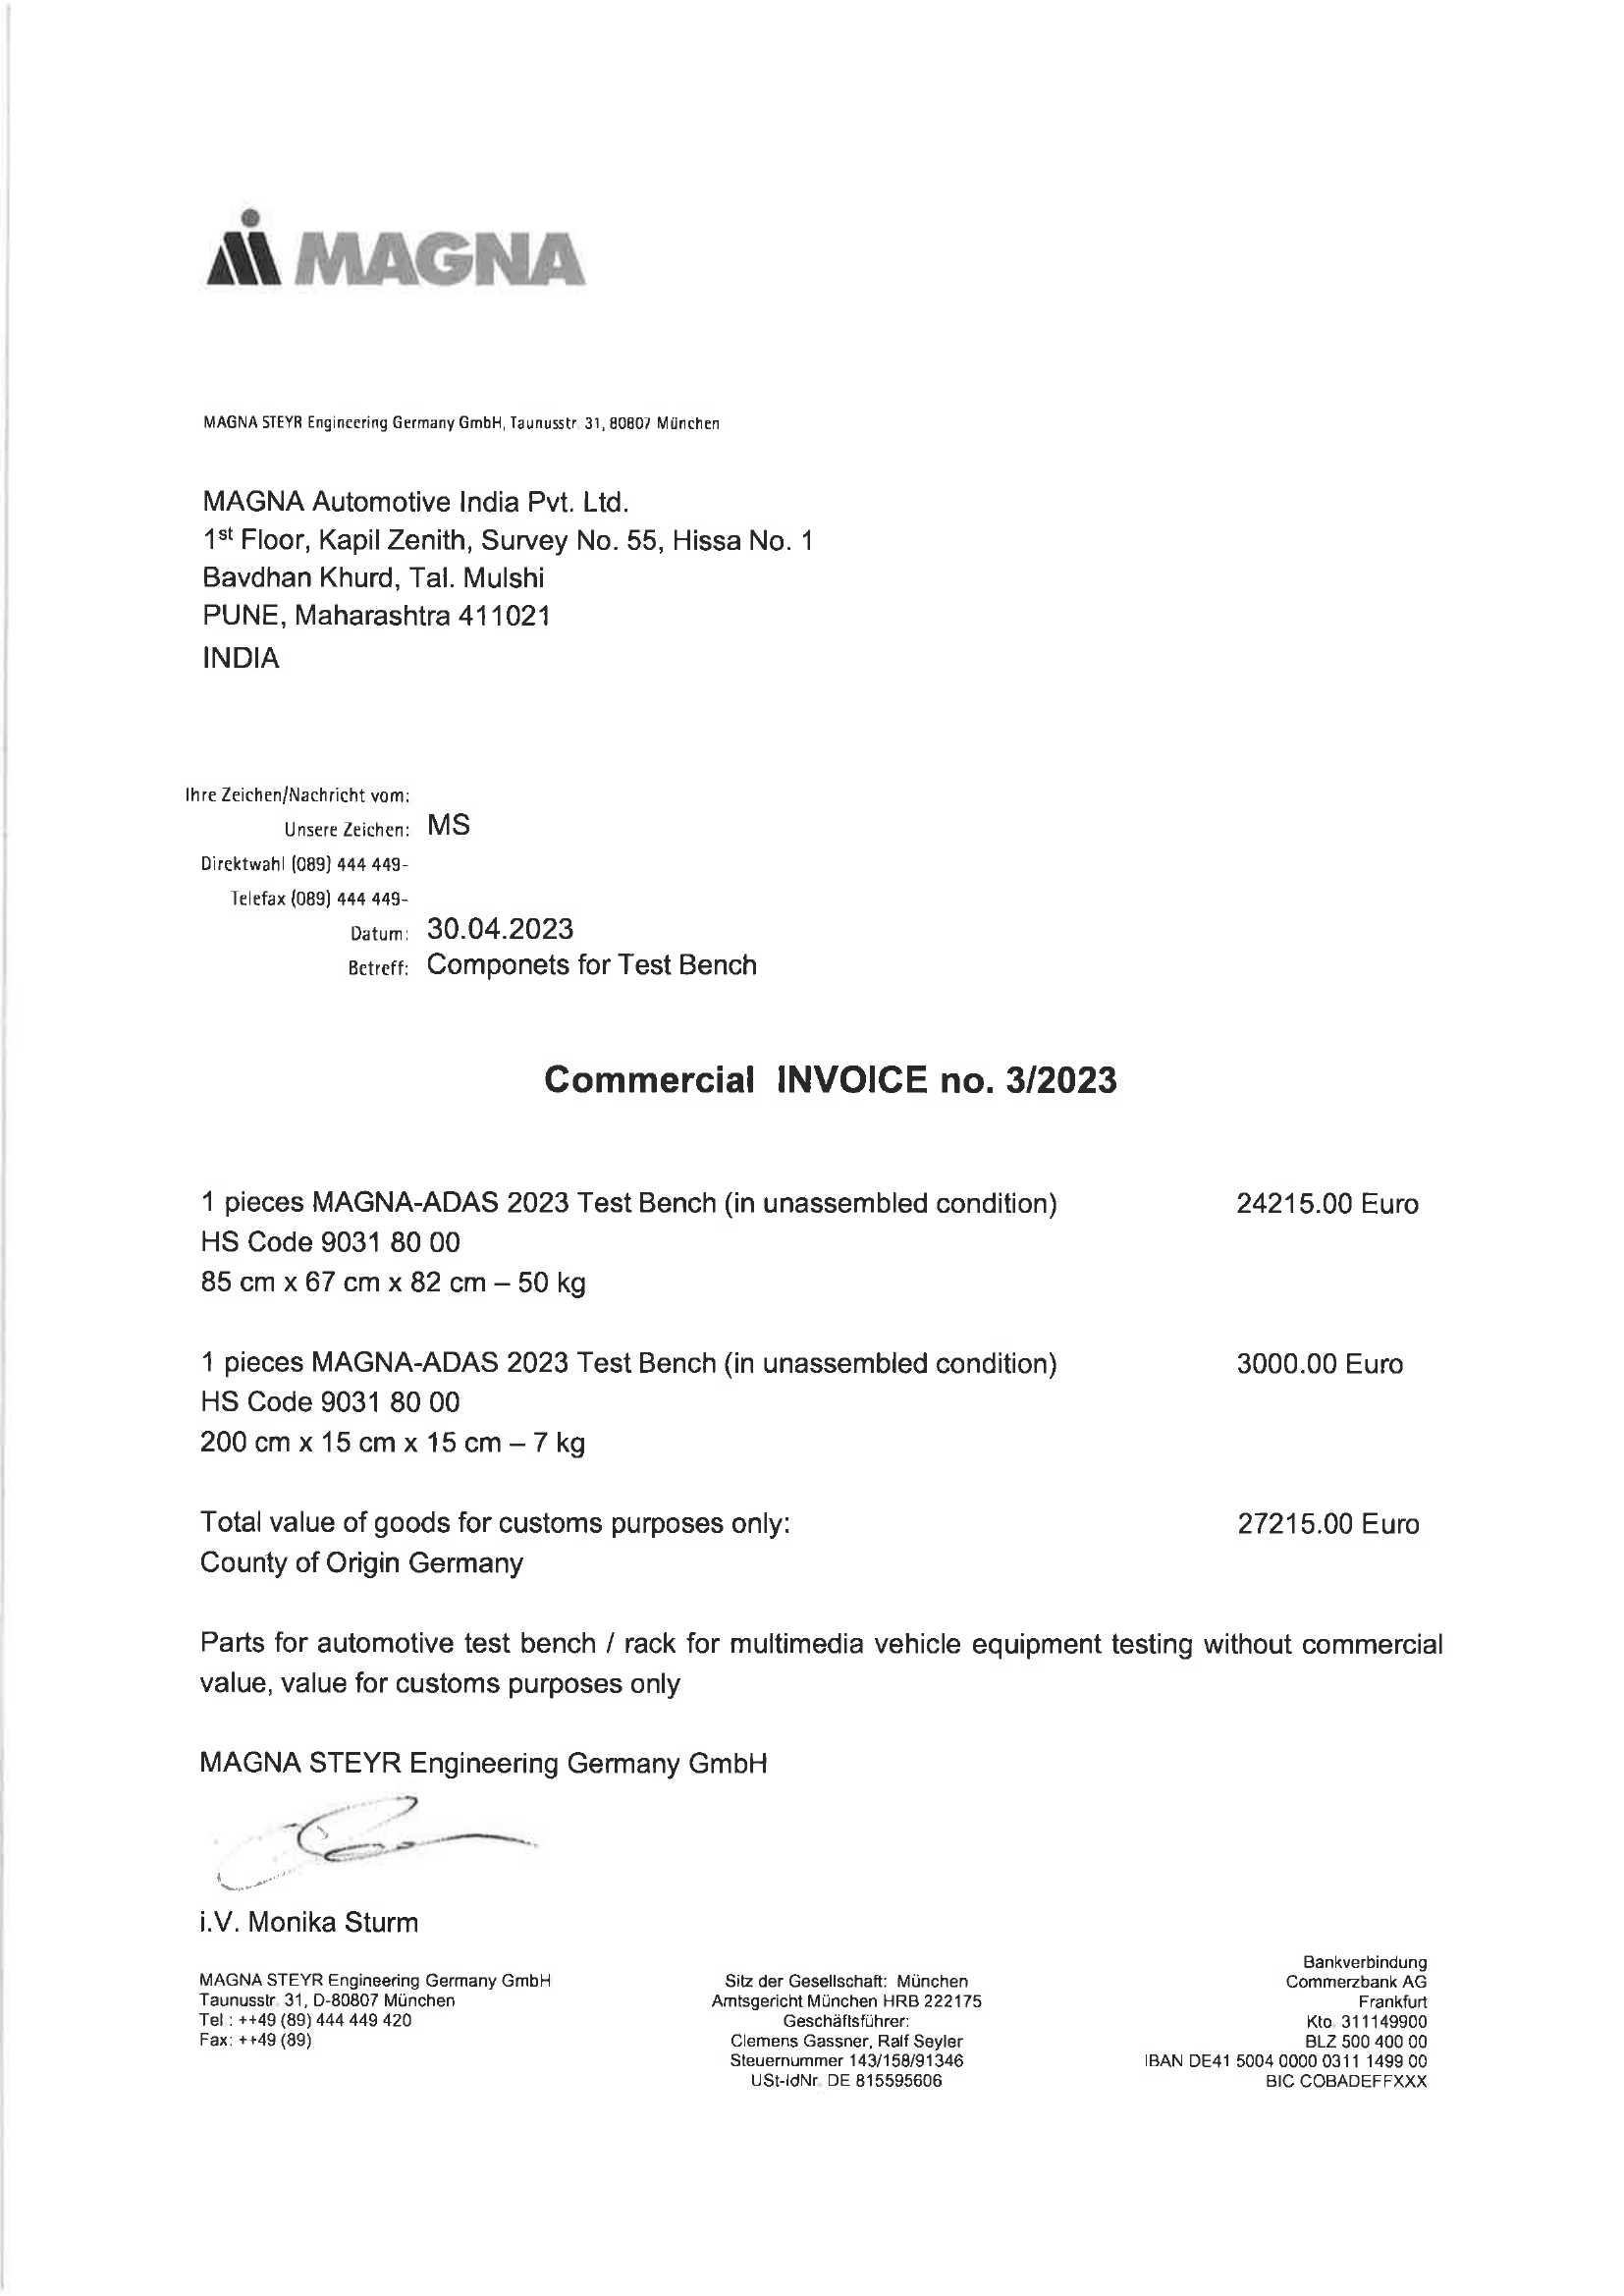 MAGNA
MAGNA STEYR Engineering Germany GmbH, Taunusstr. 31, 80807 München
MAGNA Automotive India Pvt. Ltd.
1st Floor, Kapil Zenith, Survey No. 55, Hissa No. 1
Bavdhan Khurd, Tal. Mulshi
PUNE, Maharashtra 411021
INDIA
Ihre Zeichen/Nachricht vom:
Unsere Zeichen: MS
Direktwahl (089) 444 449-
Telefax (089) 444 449-
Datum: 30.04.2023
Betreff: Componets for Test Bench
Commercial INVOICE no. 3/2023
1 pieces MAGNA-ADAS 2023 Test Bench (in unassembled condition) 24215.00 Euro
HS Code 9031 80 00
85 cm x 67 cm x 82 cm – 50 kg
1 pieces MAGNA-ADAS 2023 Test Bench (in unassembled condition) 3000.00 Euro
HS Code 9031 80 00
200 cm x 15 cm x 15 cm – 7 kg
Total value of goods for customs purposes only: 27215.00 Euro
County of Origin Germany
Parts for automotive test bench / rack for multimedia vehicle equipment testing without commercial
value, value for customs purposes only
MAGNA STEYR Engineering Germany GmbH
i.V. Monika Sturm
MAGNA STEYR Engineering Germany GmbH
Taunusstr. 31, D-80807 München
Tel.: ++49 (89) 444 449 420
Fax: ++49 (89)
Sitz der Gesellschaft: München
Amtsgericht München HRB 222175
Geschäftsführer:
Clemens Gassner, Ralf Seyler
Steuernummer 143/158/91346
USt-IdNr. DE 815595606
Bankverbindung
Commerzbank AG
Frankfurt
Kto. 311149900
BLZ 500 400 00
IBAN DE41 5004 0000 0311 1499 00
BIC COBADEFFXXX